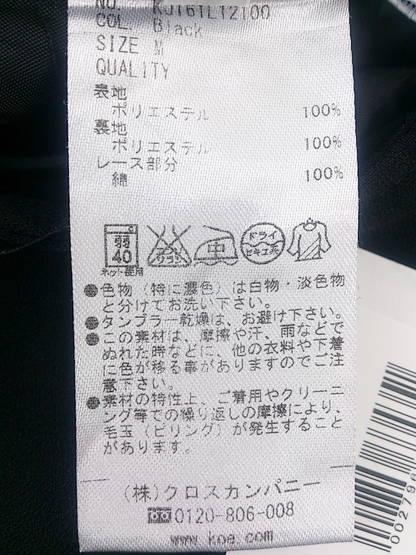 NO. KJ161L12100
COL. Black
SIZE M
QUALITY
表地
ポリエステル 100%
裏地
ポリエステル 100%
レース部分
綿 100%
弱 40
エンソサラシ
中
ドライ
セキユ系
ネット使用
●色物（特に濃色）は白物・淡色物
と分けてお洗い下さい。
●タンブラー乾燥は、お避け下さい。
●この素材は、摩擦や汗、雨などで
ぬれた時などに、他の衣料や下着
に色が移る事がありますのでご注
意下さい。
●素材の特性上、ご着用やクリーニ
ング等での繰り返しの摩擦により、
毛玉（ピリング）が発生すること
があります。
(株)クロスカンパニー
0120-806-008
www.koe.com